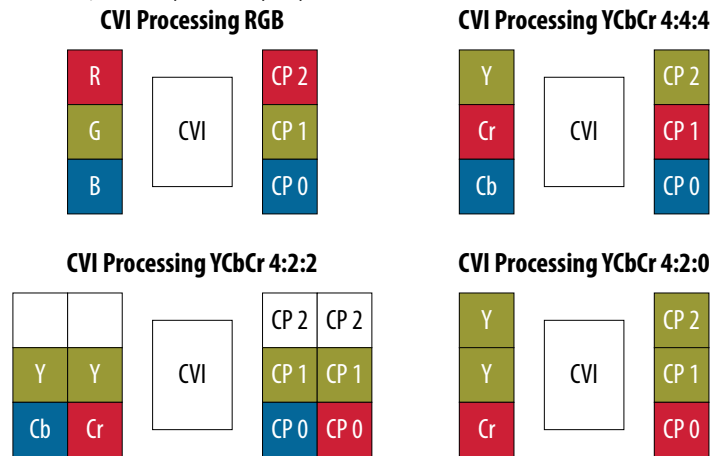 CVI Processing RGB
R
CVI
CP 2
G
CP 1
B
CP 0
CVI Processing YCbCr 4:4:4
Y
CVI
CP 2
Cr
CP 1
Cb
CP 0
CVI Processing YCbCr 4:2:2
CVI
CP 2 CP 2
Y Y
CP 1 CP 1
Cb Cr
CP 0 CP 0
CVI Processing YCbCr 4:2:0
Y
CVI
CP 2
Y
CP 1
Cr
CP 0